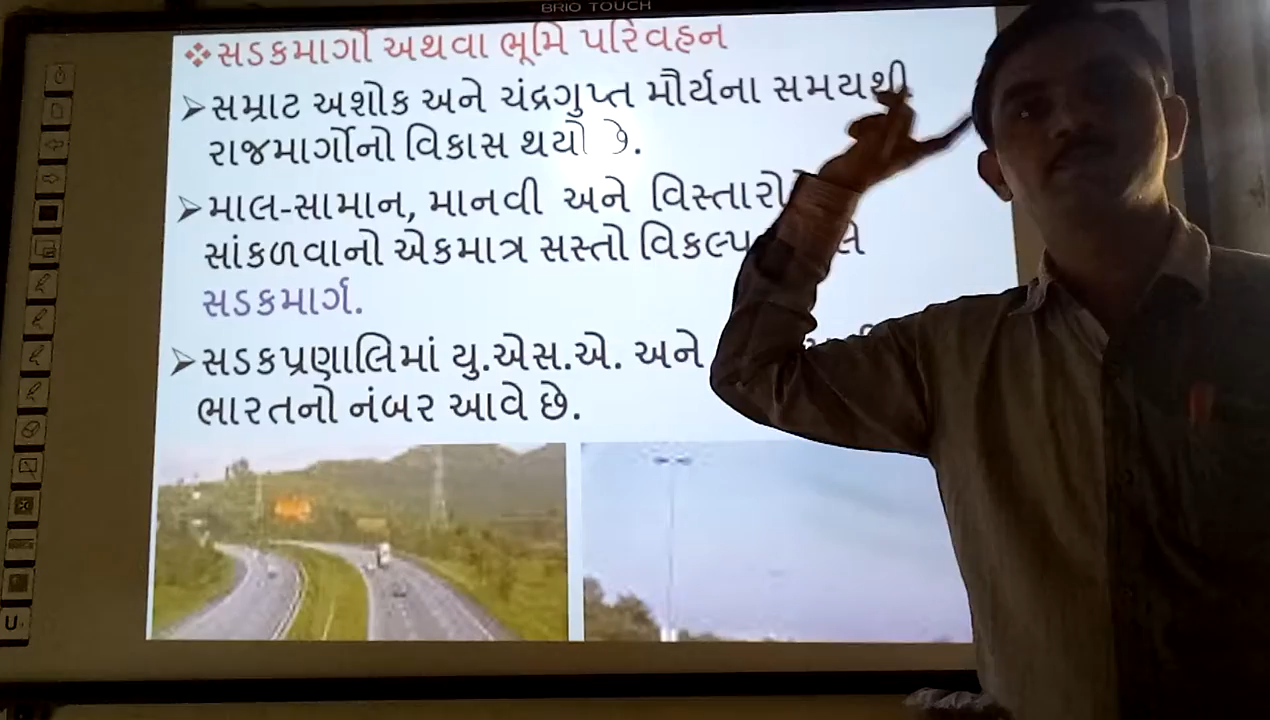 BRIO TOUCH
❖સડકમાર્ગો અથવા ભૂમિ પરિવહન
➢સમ્રાટ અશોક અને ચંદ્રગુપ્ત મૌર્યના સમયથી
રાજમાર્ગોનો વિકાસ થયો છે.
➢માલ-સામાન, માનવી અને વિસ્તારો
સાંકળવાનો એકમાત્ર સસ્તો વિકલ્પ
સડકમાર્ગ.
➢સડકપ્રણાલિમાં યુ.એસ.એ. અને
ભારતનો નંબર આવે છે.